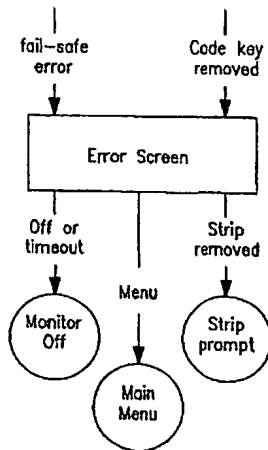 fail-safe
error
Code key
removed
Error Screen
Off or
timeout
Menu
Strip
removed
Monitor
Off
Main
Menu
Strip
prompt